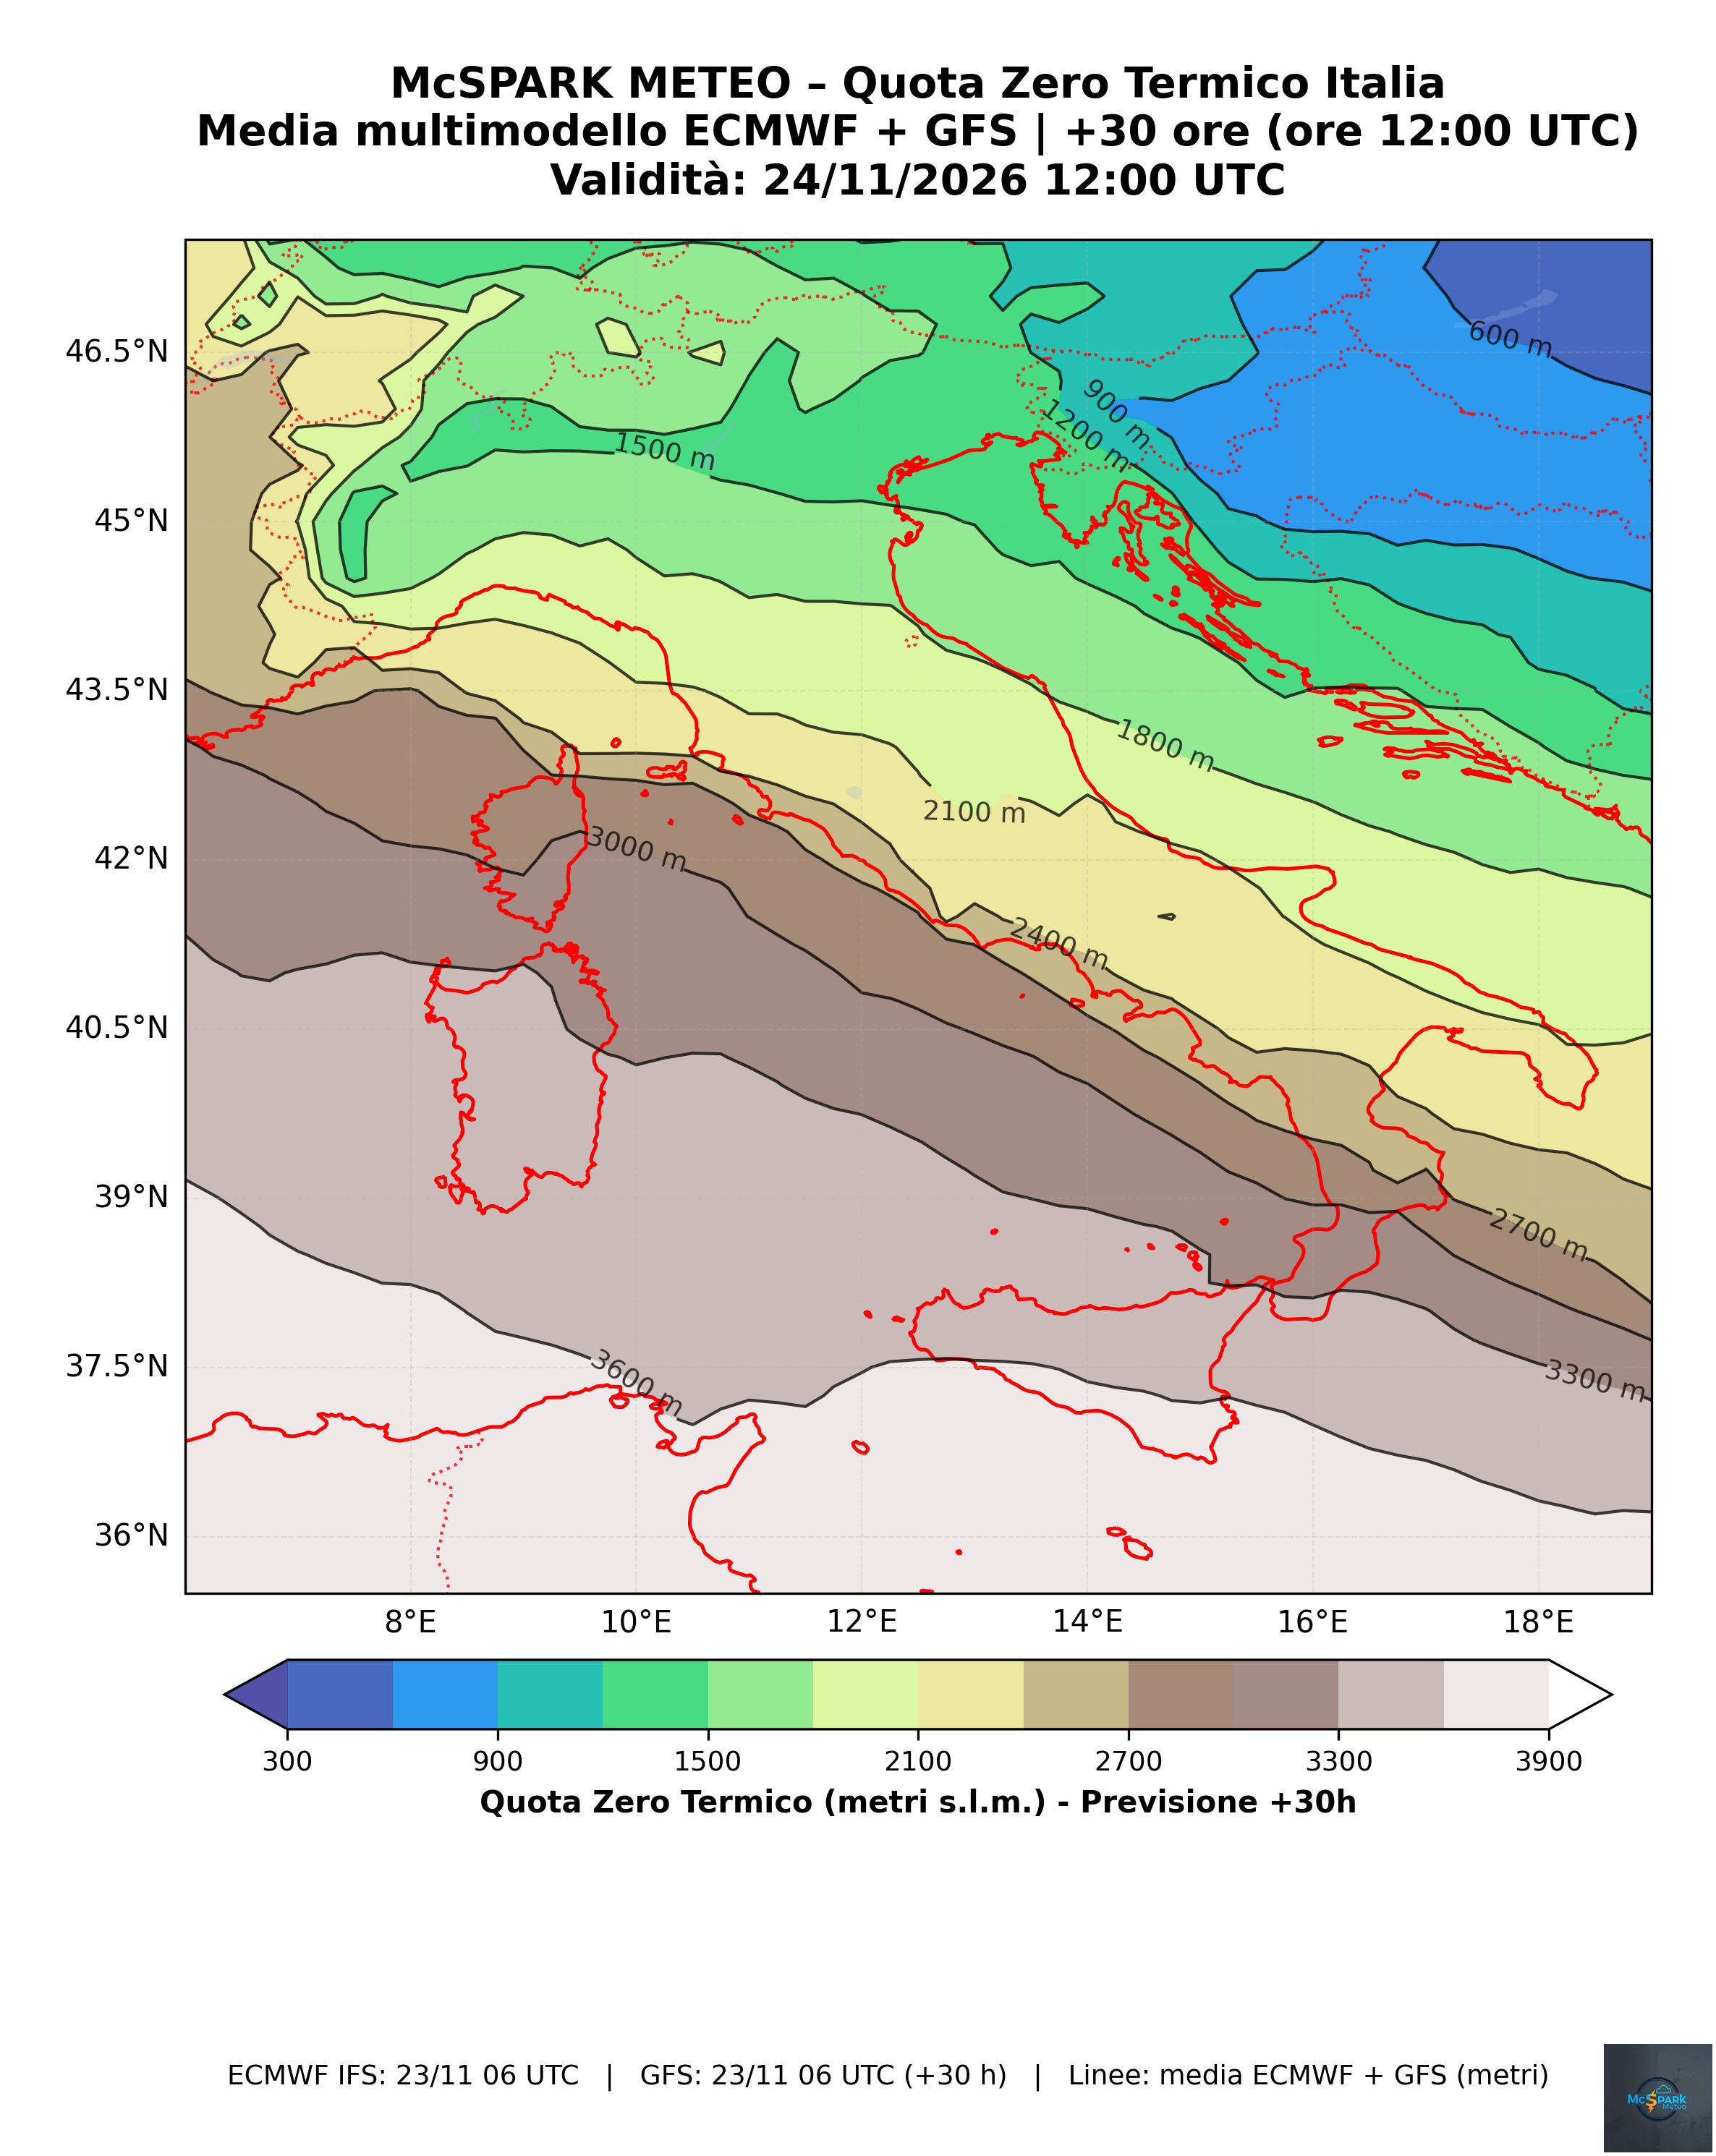 McSPARK METEO – Quota Zero Termico Italia
Media multimodello ECMWF + GFS | +30 ore (ore 12:00 UTC)
Validità: 24/11/2026 12:00 UTC
600 m
46.5°N
900 m
1200 m
1500 m
45°N
43.5°N
1800 m
2100 m
42°N
3000 m
2400 m
40.5°N
39°N
2700 m
37.5°N
3600 m
3300 m
36°N
8°E 10°E 12°E 14°E 16°E 18°E
300 900 1500 2100 2700 3300 3900
Quota Zero Termico (metri s.l.m.) - Previsione +30h
ECMWF IFS: 23/11 06 UTC | GFS: 23/11 06 UTC (+30 h) | Linee: media ECMWF + GFS (metri)
McSPARK
Meteo